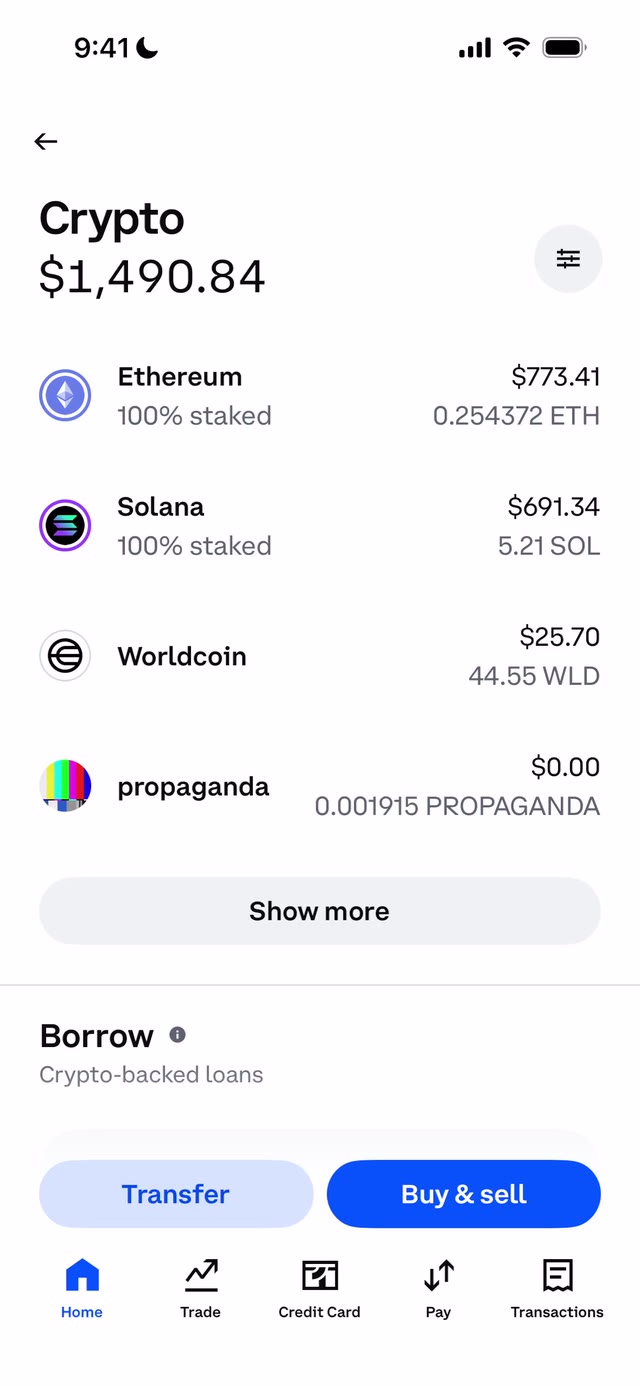 9:41
Crypto
$1,490.84
Ethereum
$773.41
100% staked
0.254372 ETH
Solana
$691.34
100% staked
5.21 SOL
Worldcoin
$25.70
44.55 WLD
propaganda
$0.00
0.001915 PROPAGANDA
Show more
Borrow
Crypto-backed loans
Transfer
Buy & sell
Home
Trade
Credit Card
Pay
Transactions